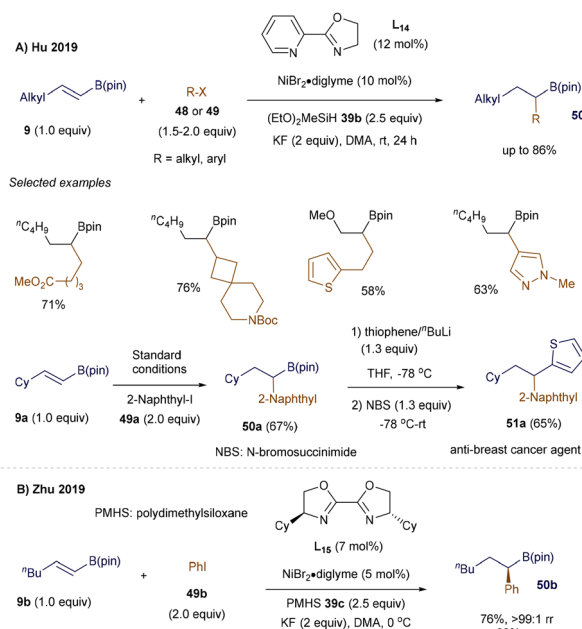 A) Hu 2019
O
N
N
L14
(12 mol%)
NiBr2•diglyme (10 mol%)
Alkyl
B(pin)
+
R-X
48 or 49
(1.5-2.0 equiv)
9 (1.0 equiv)
(EtO)2MeSiH 39b (2.5 equiv)
KF (2 equiv), DMA, rt, 24 h
R = alkyl, aryl
Alkyl
B(pin)
R
50
up to 86%
Selected examples
nC4H9
Bpin
MeO2C
( )3
71%
nC4H9
Bpin
NBoc
76%
MeO
Bpin
S
58%
nC4H9
Bpin
N
N
Me
63%
Cy
B(pin)
9a (1.0 equiv)
Standard
conditions
2-Naphthyl-I
49a (2.0 equiv)
Cy
B(pin)
2-Naphthyl
50a (67%)
1) thiophene/nBuLi
(1.3 equiv)
THF, -78 oC
2) NBS (1.3 equiv)
-78 oC-rt
S
Cy
2-Naphthyl
51a (65%)
NBS: N-bromosuccinimide
anti-breast cancer agent
B) Zhu 2019
PMHS: polydimethylsiloxane
O
O
N
N
Cy
Cy
L15 (7 mol%)
nBu
B(pin)
+
PhI
49b
(2.0 equiv)
9b (1.0 equiv)
NiBr2•diglyme (5 mol%)
PMHS 39c (2.5 equiv)
KF (2 equiv), DMA, 0 oC
nBu
B(pin)
Ph
50b
76%, >99:1 rr